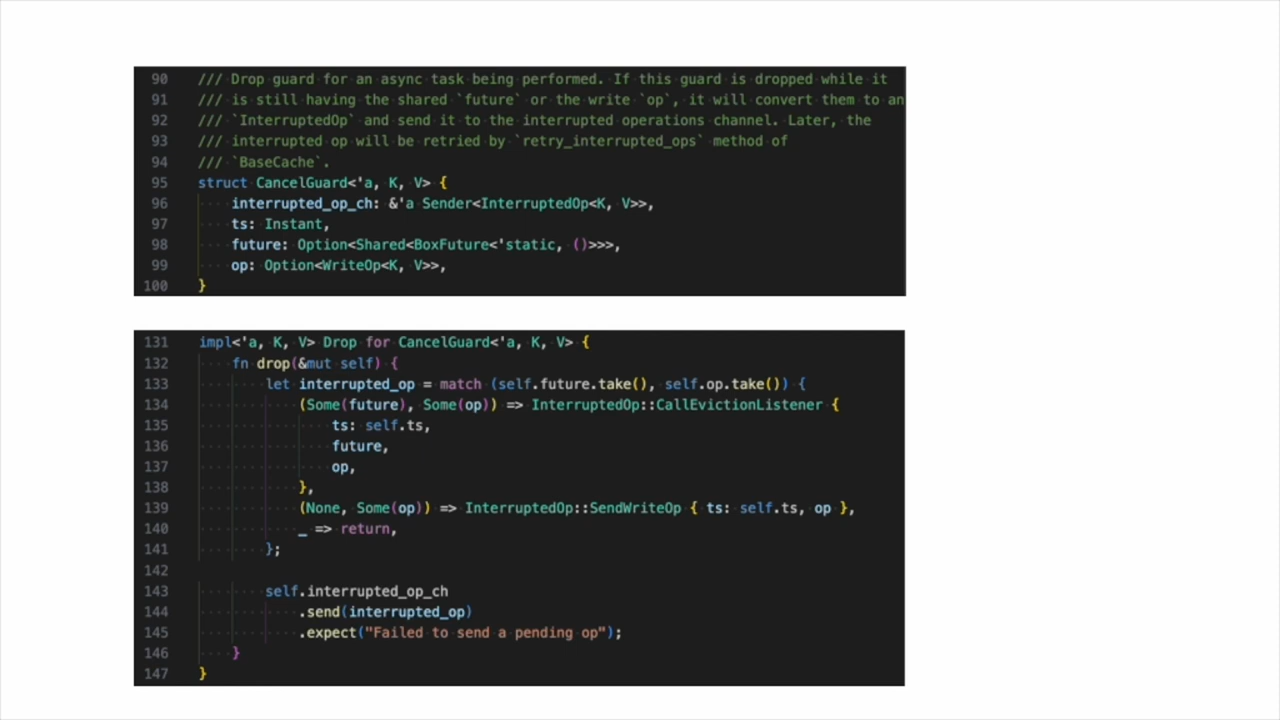 90 /// Drop guard for an async task being performed. If this guard is dropped while it
91 /// is still having the shared `future` or the write `op`, it will convert them to an
92 /// `InterruptedOp` and send it to the interrupted operations channel. Later, the
93 /// interrupted op will be retried by `retry_interrupted_ops` method of
94 /// `BaseCache`.
95 struct CancelGuard<'a, K, V> {
96     interrupted_op_ch: &'a Sender<InterruptedOp<K, V>>,
97     ts: Instant,
98     future: Option<Shared<BoxFuture<'static, ()>>>,
99     op: Option<WriteOp<K, V>>,
100 }
131 impl<'a, K, V> Drop for CancelGuard<'a, K, V> {
132     fn drop(&mut self) {
133         let interrupted_op = match (self.future.take(), self.op.take()) {
134             (Some(future), Some(op)) => InterruptedOp::CallEvictionListener {
135                 ts: self.ts,
136                 future,
137                 op,
138             },
139             (None, Some(op)) => InterruptedOp::SendWriteOp { ts: self.ts, op },
140             _ => return,
141         };
142
143         self.interrupted_op_ch
144             .send(interrupted_op)
145             .expect("Failed to send a pending op");
146     }
147 }